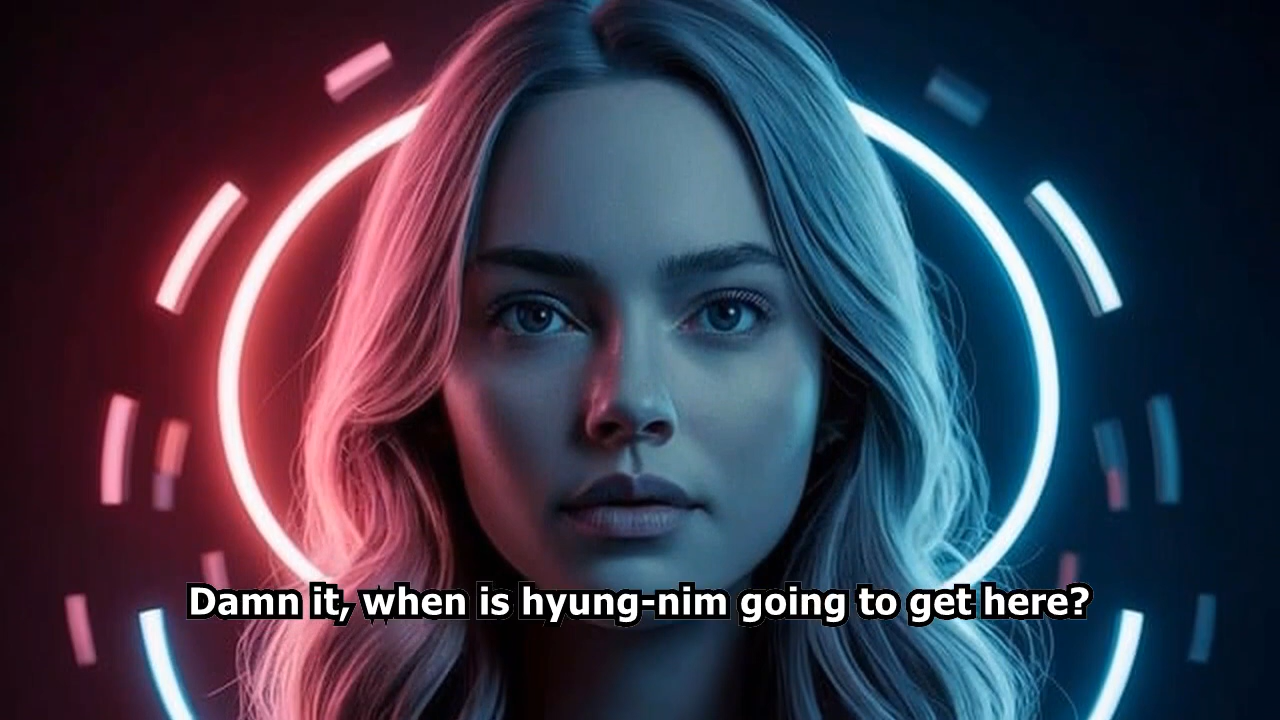 Damn it, when is hyung-nim going to get here?